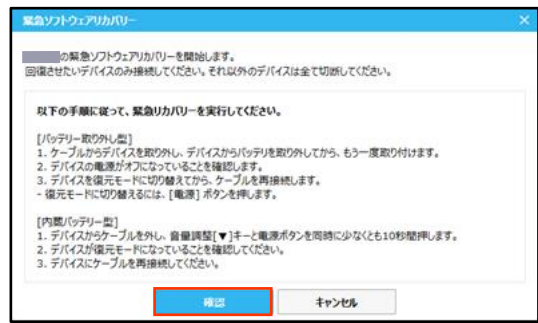 緊急ソフトウェアリカバリー
の緊急ソフトウェアリカバリーを開始します。
回復させたいデバイスのみ接続してください。それ以外のデバイスは全て切断してください。
以下の手順に従って、緊急リカバリーを実行してください。
[バッテリー取り外し型]
1. ケーブルからデバイスを取り外し、デバイスからバッテリを取り外してから、もう一度取り付けます。
2. デバイスの電源がオフになっていることを確認します。
3. デバイスを復元モードに切り替えてから、ケーブルを再接続します。
- 復元モードに切り替えるには、[電源] ボタンを押します。
[内蔵バッテリー型]
1. デバイスからケーブルを外し、音量調整[▼]キーと電源ボタンを同時に少なくとも10秒間押します。
2. デバイスが復元モードになっていることを確認してください。
3. デバイスにケーブルを再接続してください。
確認 キャンセル